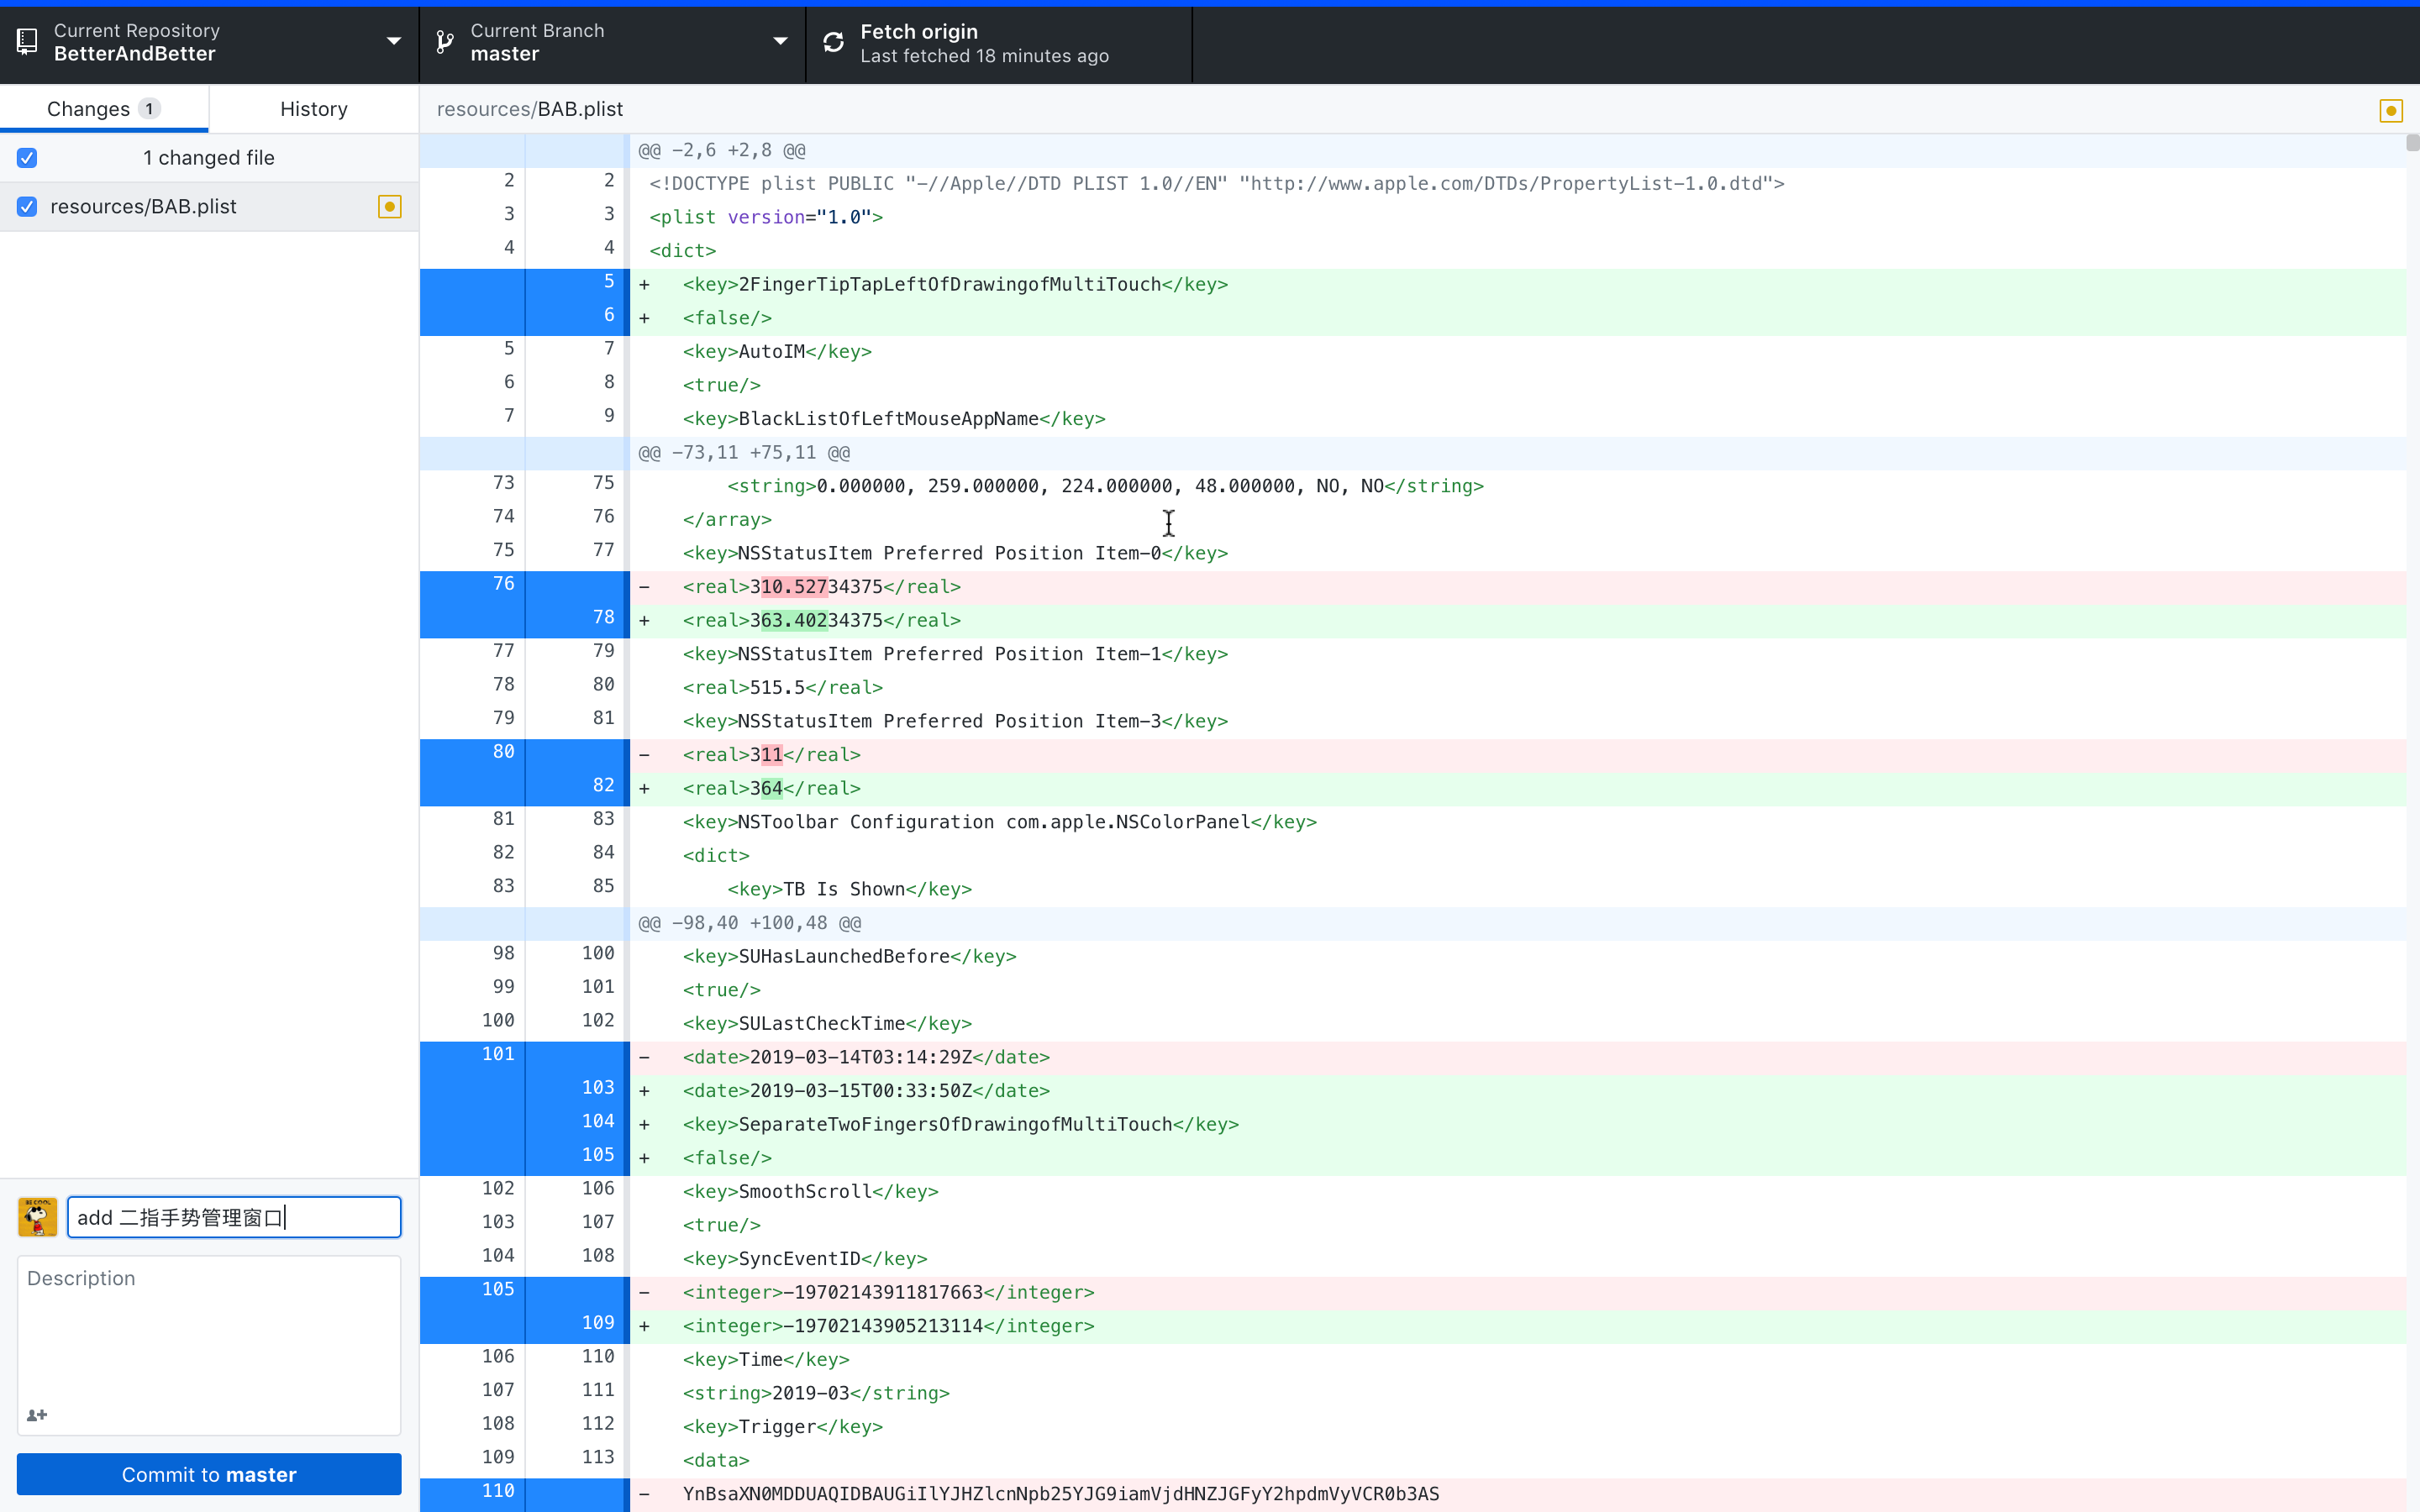 Current Repository
BetterAndBetter
Current Branch
master
Fetch origin
Last fetched 18 minutes ago
Changes 1
History
resources/BAB.plist
1 changed file
resources/BAB.plist
@@ -2,6 +2,8 @@
2 2 <!DOCTYPE plist PUBLIC "-//Apple//DTD PLIST 1.0//EN" "http://www.apple.com/DTDs/PropertyList-1.0.dtd">
3 3 <plist version="1.0">
4 4 <dict>
5 + <key>2FingerTipTapLeftOfDrawingofMultiTouch</key>
6 + <false/>
5 7 <key>AutoIM</key>
6 8 <true/>
7 9 <key>BlackListOfLeftMouseAppName</key>
@@ -73,11 +75,11 @@
73 75 <string>0.000000, 259.000000, 224.000000, 48.000000, NO, NO</string>
74 76 </array>
75 77 <key>NSStatusItem Preferred Position Item-0</key>
76 - <real>310.52734375</real>
78 + <real>363.40234375</real>
77 79 <key>NSStatusItem Preferred Position Item-1</key>
78 80 <real>515.5</real>
79 81 <key>NSStatusItem Preferred Position Item-3</key>
80 - <real>311</real>
82 + <real>364</real>
81 83 <key>NSToolbar Configuration com.apple.NSColorPanel</key>
82 84 <dict>
83 85 <key>TB Is Shown</key>
@@ -98,40 +100,48 @@
98 100 <key>SUHasLaunchedBefore</key>
99 101 <true/>
100 102 <key>SULastCheckTime</key>
101 - <date>2019-03-14T03:14:29Z</date>
103 + <date>2019-03-15T00:33:50Z</date>
104 + <key>SeparateTwoFingersOfDrawingofMultiTouch</key>
105 + <false/>
102 106 <key>SmoothScroll</key>
103 107 <true/>
104 108 <key>SyncEventID</key>
105 - <integer>-19702143911817663</integer>
109 + <integer>-19702143905213114</integer>
106 110 <key>Time</key>
107 111 <string>2019-03</string>
108 112 <key>Trigger</key>
109 113 <data>
110 - YnBsaXN0MDDUAQIDBAUGiIlYJHZlcnNpb25YJG9iamVjdHNZJGFyY2hpdmVyVCR0b3AS
add 二指手势管理窗口
Description
Commit to master